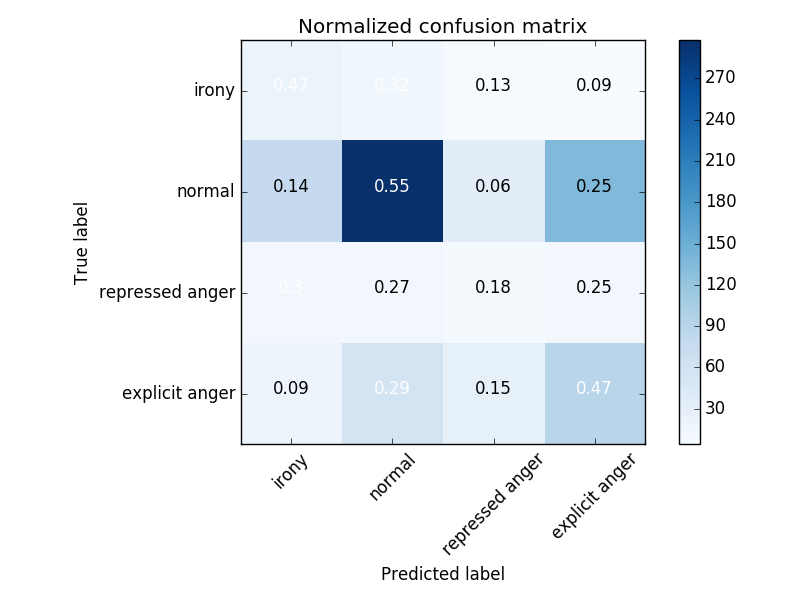 Normalized confusion matrix
True label
irony 0.47 0.32 0.13 0.09
normal 0.14 0.55 0.06 0.25
repressed anger 0.3 0.27 0.18 0.25
explicit anger 0.09 0.29 0.15 0.47
irony normal repressed anger explicit anger
Predicted label
270
240
210
180
150
120
90
60
30